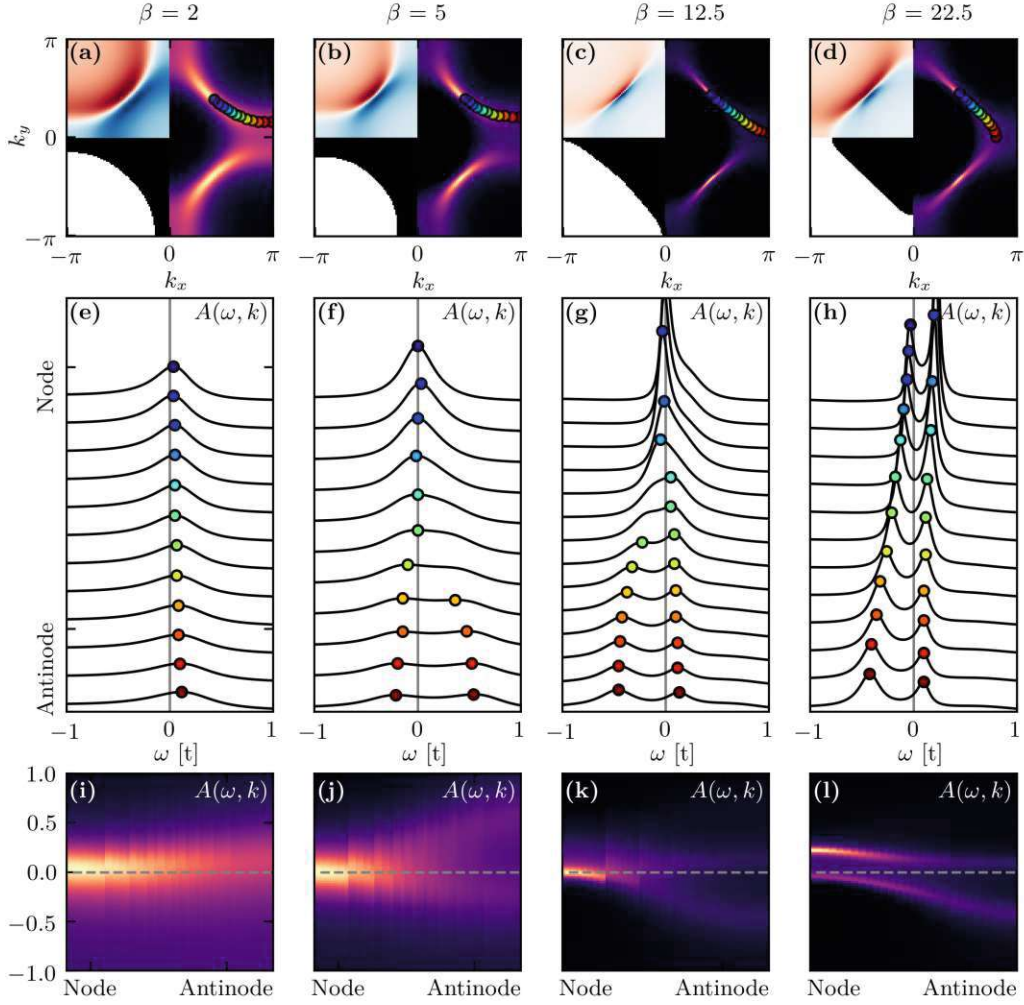 β = 2
β = 5
β = 12.5
β = 22.5
(a)
(b)
(c)
(d)
π
0
−π
k_y
−π 0 π
−π 0 π
−π 0 π
−π 0 π
k_x
k_x
k_x
k_x
(e) A(ω, k)
(f) A(ω, k)
(g) A(ω, k)
(h) A(ω, k)
Node
Antinode
−1 0 1
−1 0 1
−1 0 1
−1 0 1
ω [t]
ω [t]
ω [t]
ω [t]
(i) A(ω, k)
(j) A(ω, k)
(k) A(ω, k)
(l) A(ω, k)
1.0
0.5
0.0
−0.5
−1.0
Node Antinode
Node Antinode
Node Antinode
Node Antinode